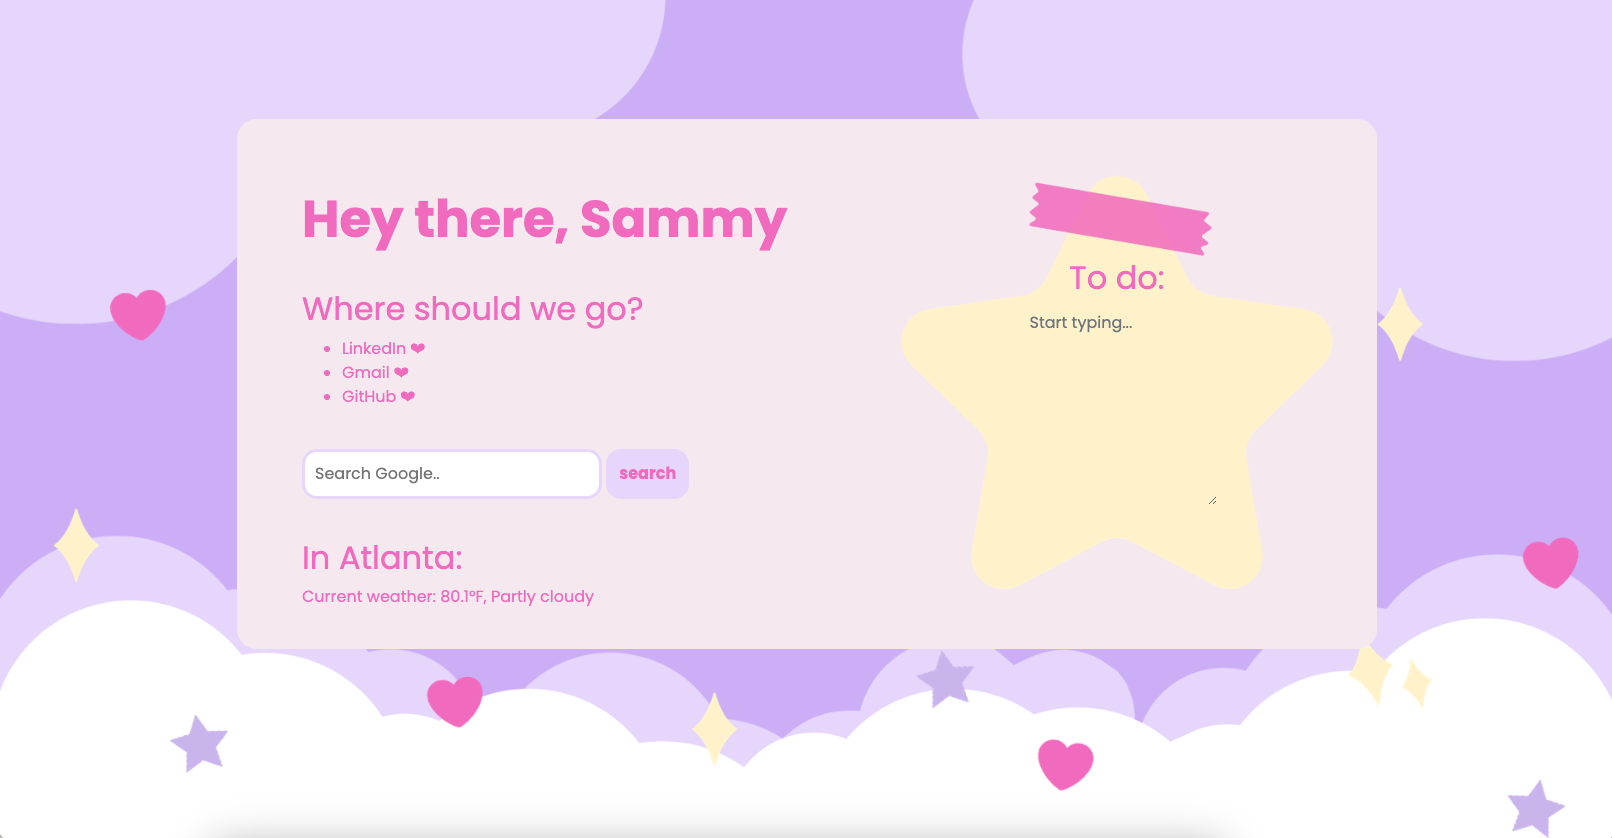 Hey there, Sammy
Where should we go?
LinkedIn ❤
Gmail ❤
GitHub ❤
Search Google..
search
In Atlanta:
Current weather: 80.1°F, Partly cloudy
To do:
Start typing...